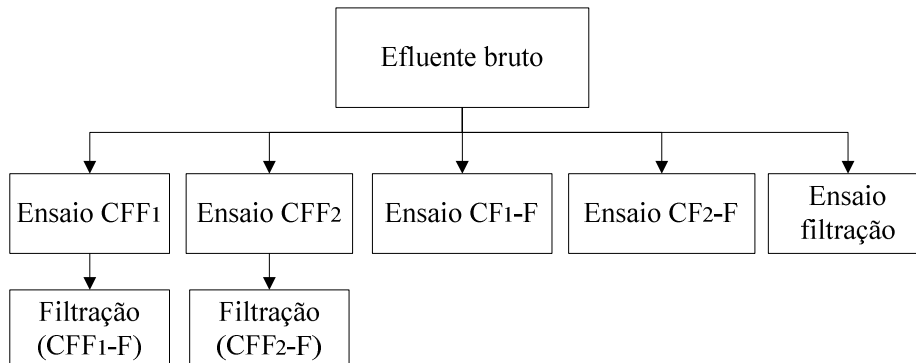 Efluente bruto
Ensaio CFF1
Ensaio CFF2
Ensaio CF1-F
Ensaio CF2-F
Ensaio
filtração
Filtração
(CFF1-F)
Filtração
(CFF2-F)